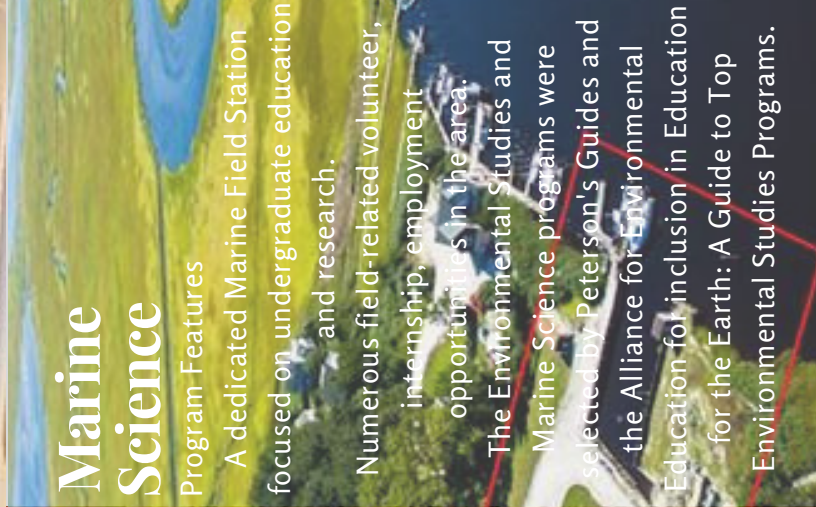 Marine
Science
Program Features
A dedicated Marine Field Station
focused on undergraduate education
and research.
Numerous field-related volunteer,
internship, employment
opportunities in the area.
The Environmental Studies and
Marine Science programs were
selected by Peterson's Guides and
the Alliance for Environmental
Education for inclusion in Education
for the Earth: A Guide to Top
Environmental Studies Programs.